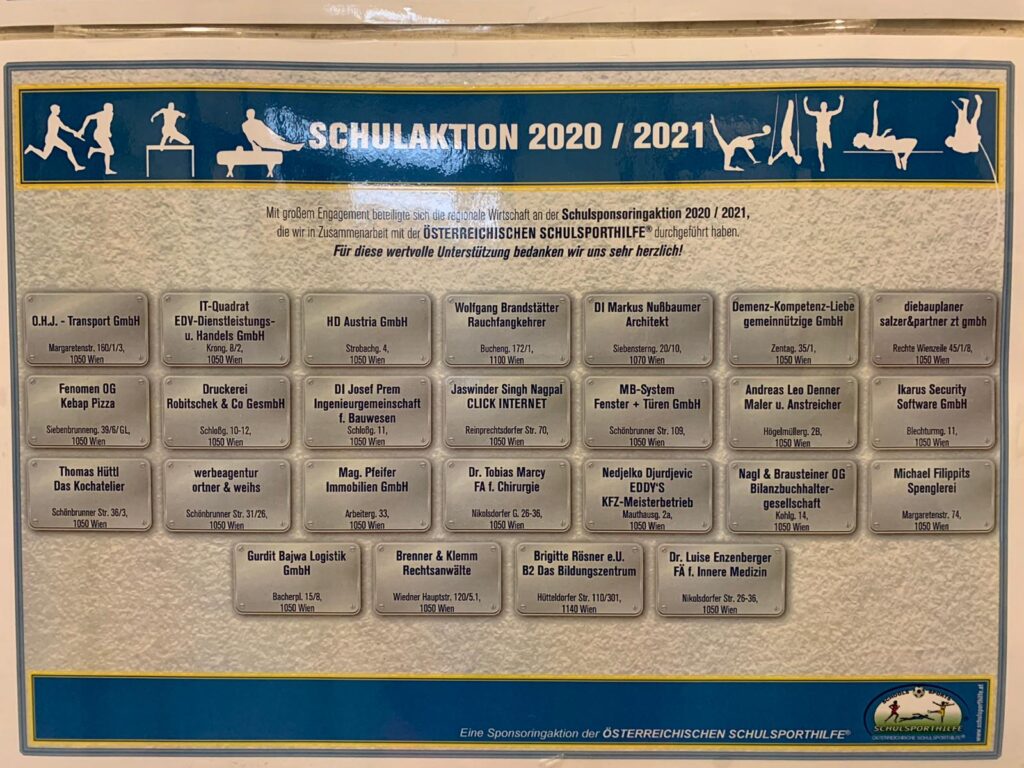 SCHULAKTION 2020 / 2021
Mit großem Engagement beteiligte sich die regionale Wirtschaft an der Schulsponsoringaktion 2020 / 2021,
die wir in Zusammenarbeit mit der ÖSTERREICHISCHEN SCHULSPORTHILFE® durchgeführt haben.
Für diese wertvolle Unterstützung bedanken wir uns sehr herzlich!
O.H.J. - Transport GmbH
Margaretenstr. 160/1/3,
1050 Wien
IT-Quadrat
EDV-Dienstleistungs-
u. Handels GmbH
Krong. 8/2,
1050 Wien
HD Austria GmbH
Strobachg. 4,
1050 Wien
Wolfgang Brandstätter
Rauchfangkehrer
Bucheng. 172/1,
1100 Wien
DI Markus Nußbaumer
Architekt
Siebensterng. 20/10,
1070 Wien
Demenz-Kompetenz-Liebe
gemeinnützige GmbH
Zentag. 35/1,
1050 Wien
diebauplaner
salzer&partner zt gmbh
Rechte Wienzeile 45/1/8,
1050 Wien
Fenomen OG
Kebap Pizza
Siebenbrunneng. 39/6/GL,
1050 Wien
Druckerei
Robitschek & Co GesmbH
Schloßg. 10-12,
1050 Wien
DI Josef Prem
Ingenieurgemeinschaft
f. Bauwesen
Schloßg. 11,
1050 Wien
Jaswinder Singh Nagpal
CLICK INTERNET
Reinprechtsdorfer Str. 70,
1050 Wien
MB-System
Fenster + Türen GmbH
Schönbrunner Str. 109,
1050 Wien
Andreas Leo Denner
Maler u. Anstreicher
Högelmüllerg. 2B,
1050 Wien
Ikarus Security
Software GmbH
Blechturmg. 11,
1050 Wien
Thomas Hüttl
Das Kochatelier
Schönbrunner Str. 36/3,
1050 Wien
werbeagentur
ortner & weihs
Schönbrunner Str. 31/26,
1050 Wien
Mag. Pfeifer
Immobilien GmbH
Arbeiterg. 33,
1050 Wien
Dr. Tobias Marcy
FA f. Chirurgie
Nikolsdorfer G. 26-36,
1050 Wien
Nedjelko Djurdjevic
EDDY'S
KFZ-Meisterbetrieb
Mauthausg. 2a,
1050 Wien
Nagl & Brausteiner OG
Bilanzbuchhalter-
gesellschaft
Kohlg. 14,
1050 Wien
Michael Filippits
Spenglerei
Margaretenstr. 74,
1050 Wien
Gurdit Bajwa Logistik
GmbH
Bacherpl. 15/8,
1050 Wien
Brenner & Klemm
Rechtsanwälte
Wiedner Hauptstr. 120/5.1,
1050 Wien
Brigitte Rösner e.U.
B2 Das Bildungszentrum
Hütteldorfer Str. 110/301,
1140 Wien
Dr. Luise Enzenberger
FÄ f. Innere Medizin
Nikolsdorfer Str. 26-36,
1050 Wien
Eine Sponsoringaktion der ÖSTERREICHISCHEN SCHULSPORTHILFE®
SCHOOLS SPORTS
SCHULSPORTHILFE
ÖSTERREICHISCHE SCHULSPORTHILFE®
www.schulsporthilfe.at